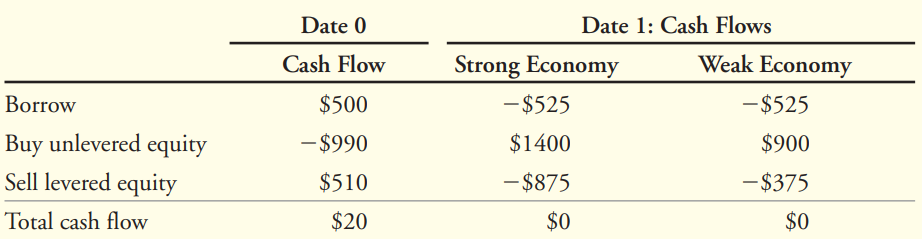 Date 0 Date 1: Cash Flows
Cash Flow Strong Economy Weak Economy
Borrow $500 −$525 −$525
Buy unlevered equity −$990 $1400 $900
Sell levered equity $510 −$875 −$375
Total cash flow $20 $0 $0